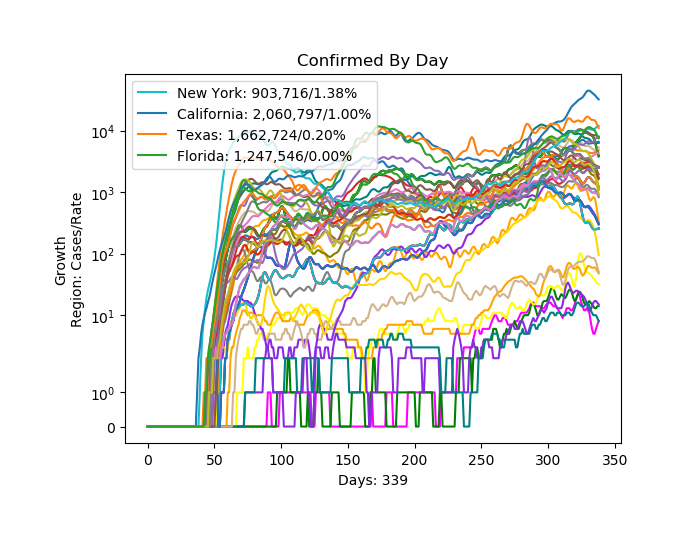 Confirmed By Day
New York: 903,716/1.38%
California: 2,060,797/1.00%
Texas: 1,662,724/0.20%
Florida: 1,247,546/0.00%
Growth
Region: Cases/Rate
10⁴
10³
10²
10¹
10⁰
0
0 50 100 150 200 250 300 350
Days: 339